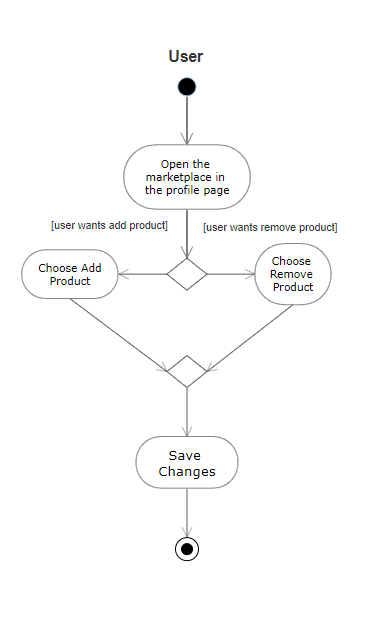 User
Open the
marketplace in
the profile page
[user wants add product]
[user wants remove product]
Choose Add
Product
Choose
Remove
Product
Save
Changes